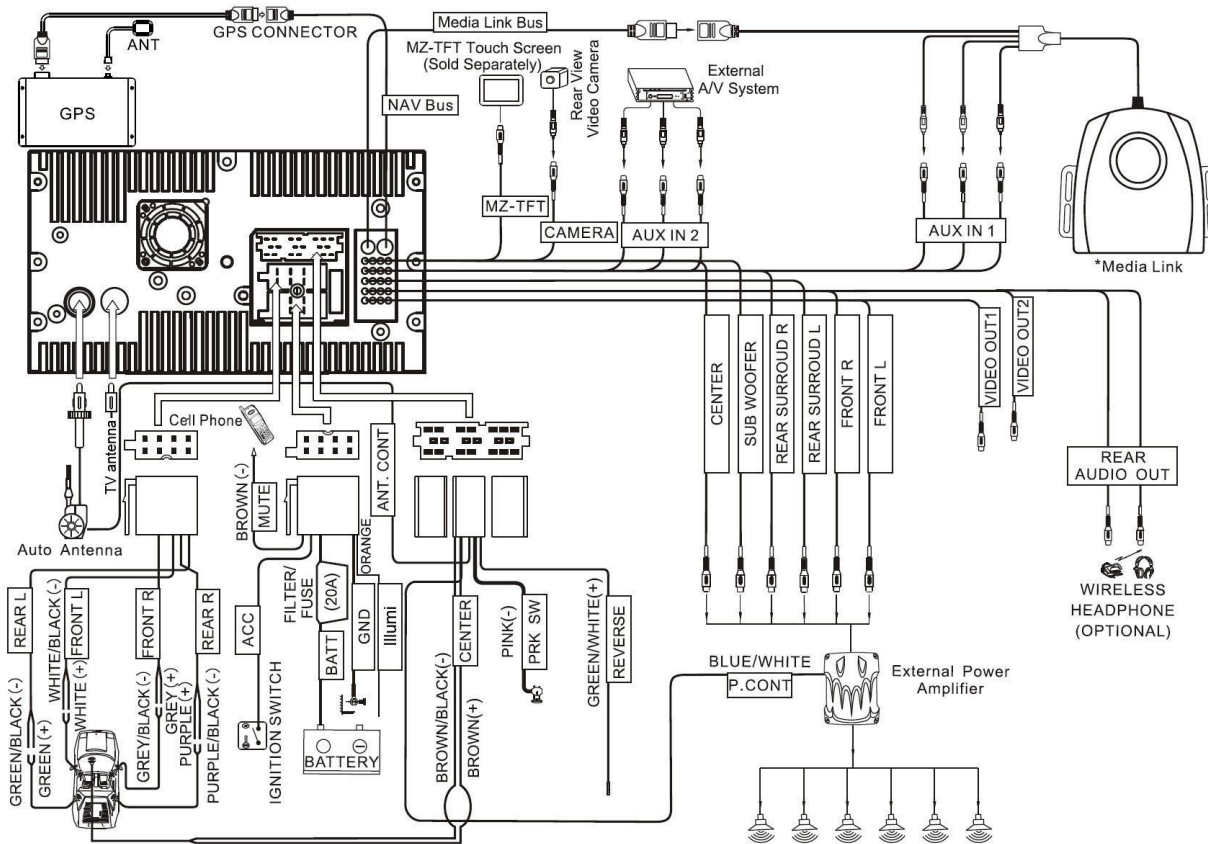 ANT
GPS CONNECTOR
GPS
NAV Bus
Media Link Bus
MZ-TFT Touch Screen
(Sold Separately)
Rear View
Video Camera
External
A/V System
MZ-TFT
CAMERA
AUX IN 2
AUX IN 1
*Media Link
CENTER
SUB WOOFER
REAR SURROUD R
REAR SURROUD L
FRONT R
FRONT L
VIDEO OUT1
VIDEO OUT2
REAR
AUDIO OUT
WIRELESS
HEADPHONE
(OPTIONAL)
TV antenna
Auto Antenna
Cell Phone
BROWN (-)
MUTE
ANT. CONT
ORANGE
FILTER/
FUSE
(20A)
ACC
BATT
GND
Illumi
IGNITION SWITCH
BATTERY
REAR L
WHITE/BLACK (-)
FRONT L
WHITE (+)
FRONT R
REAR R
GREEN/BLACK(-)
GREEN (+)
GREY/BLACK(-)
GREY (+)
PURPLE (+)
PURPLE/BLACK(-)
CENTER
BROWN/BLACK(-)
BROWN(+)
PINK(-)
PRK SW
GREEN/WHITE(+)
REVERSE
BLUE/WHITE
P.CONT
External Power
Amplifier